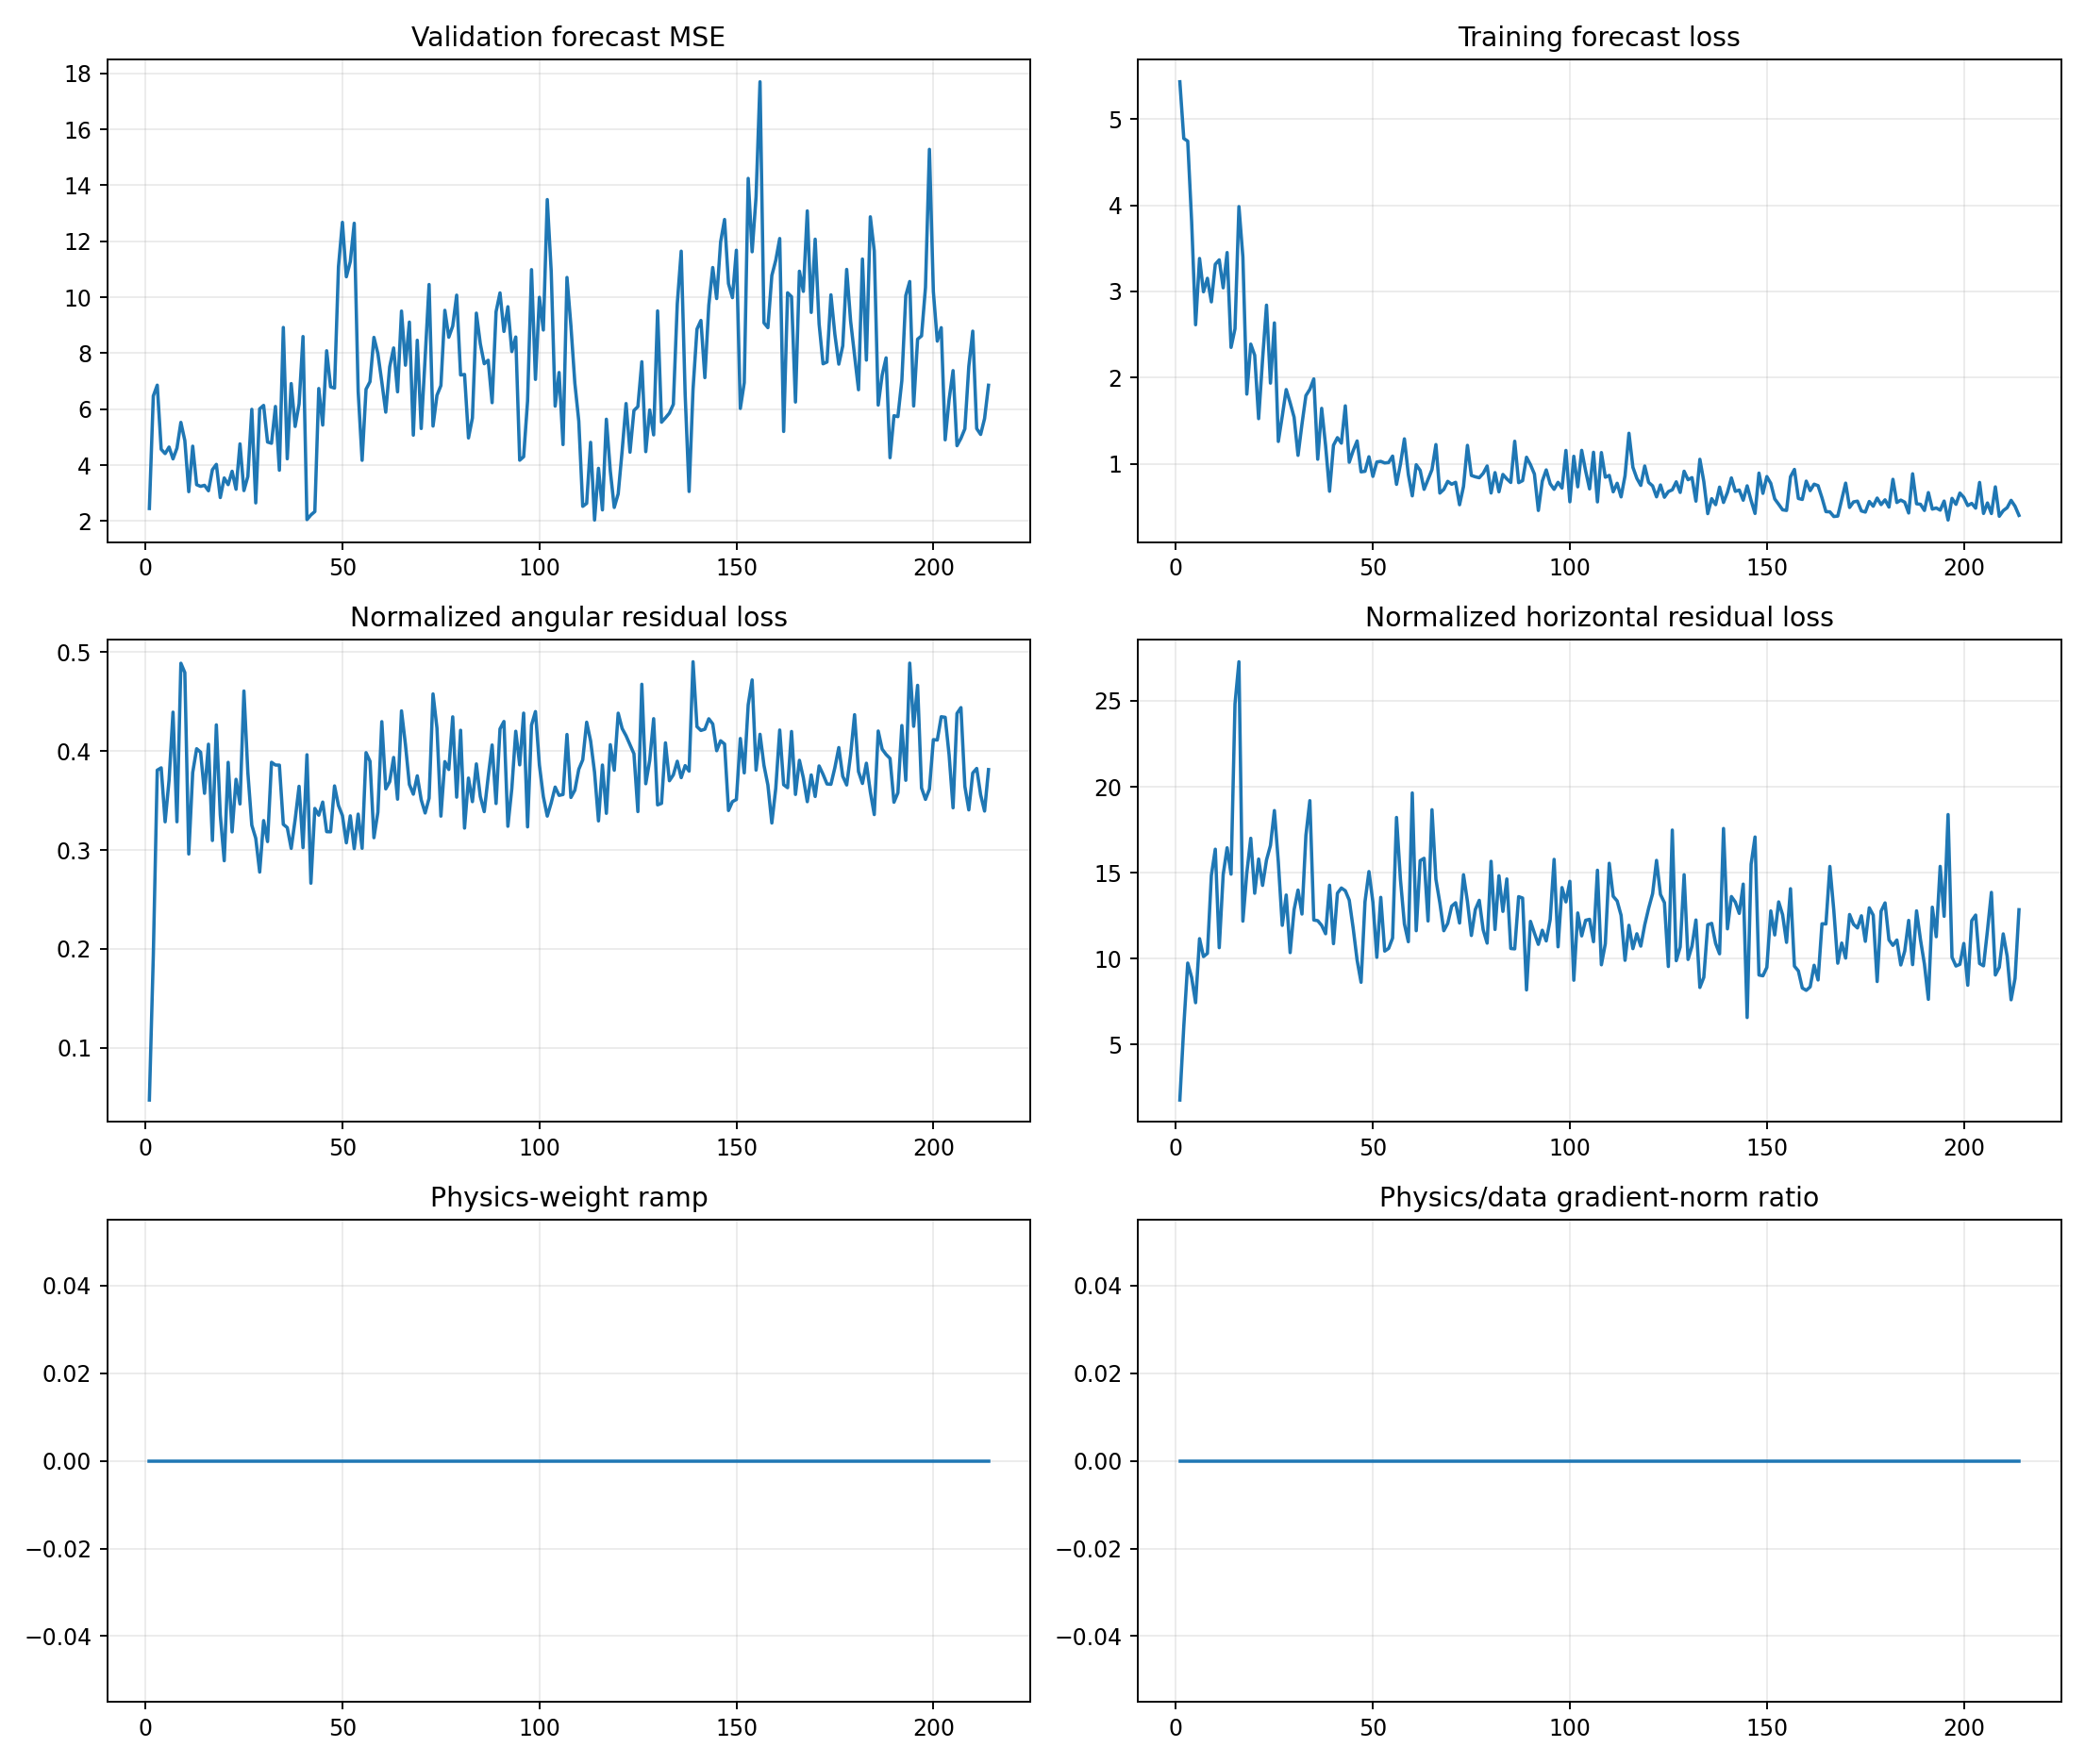 Validation forecast MSE
18
16
14
12
10
8
6
4
2
0 50 100 150 200
Training forecast loss
5
4
3
2
1
0 50 100 150 200
Normalized angular residual loss
0.5
0.4
0.3
0.2
0.1
0 50 100 150 200
Normalized horizontal residual loss
25
20
15
10
5
0 50 100 150 200
Physics-weight ramp
0.04
0.02
0.00
−0.02
−0.04
0 50 100 150 200
Physics/data gradient-norm ratio
0.04
0.02
0.00
−0.02
−0.04
0 50 100 150 200